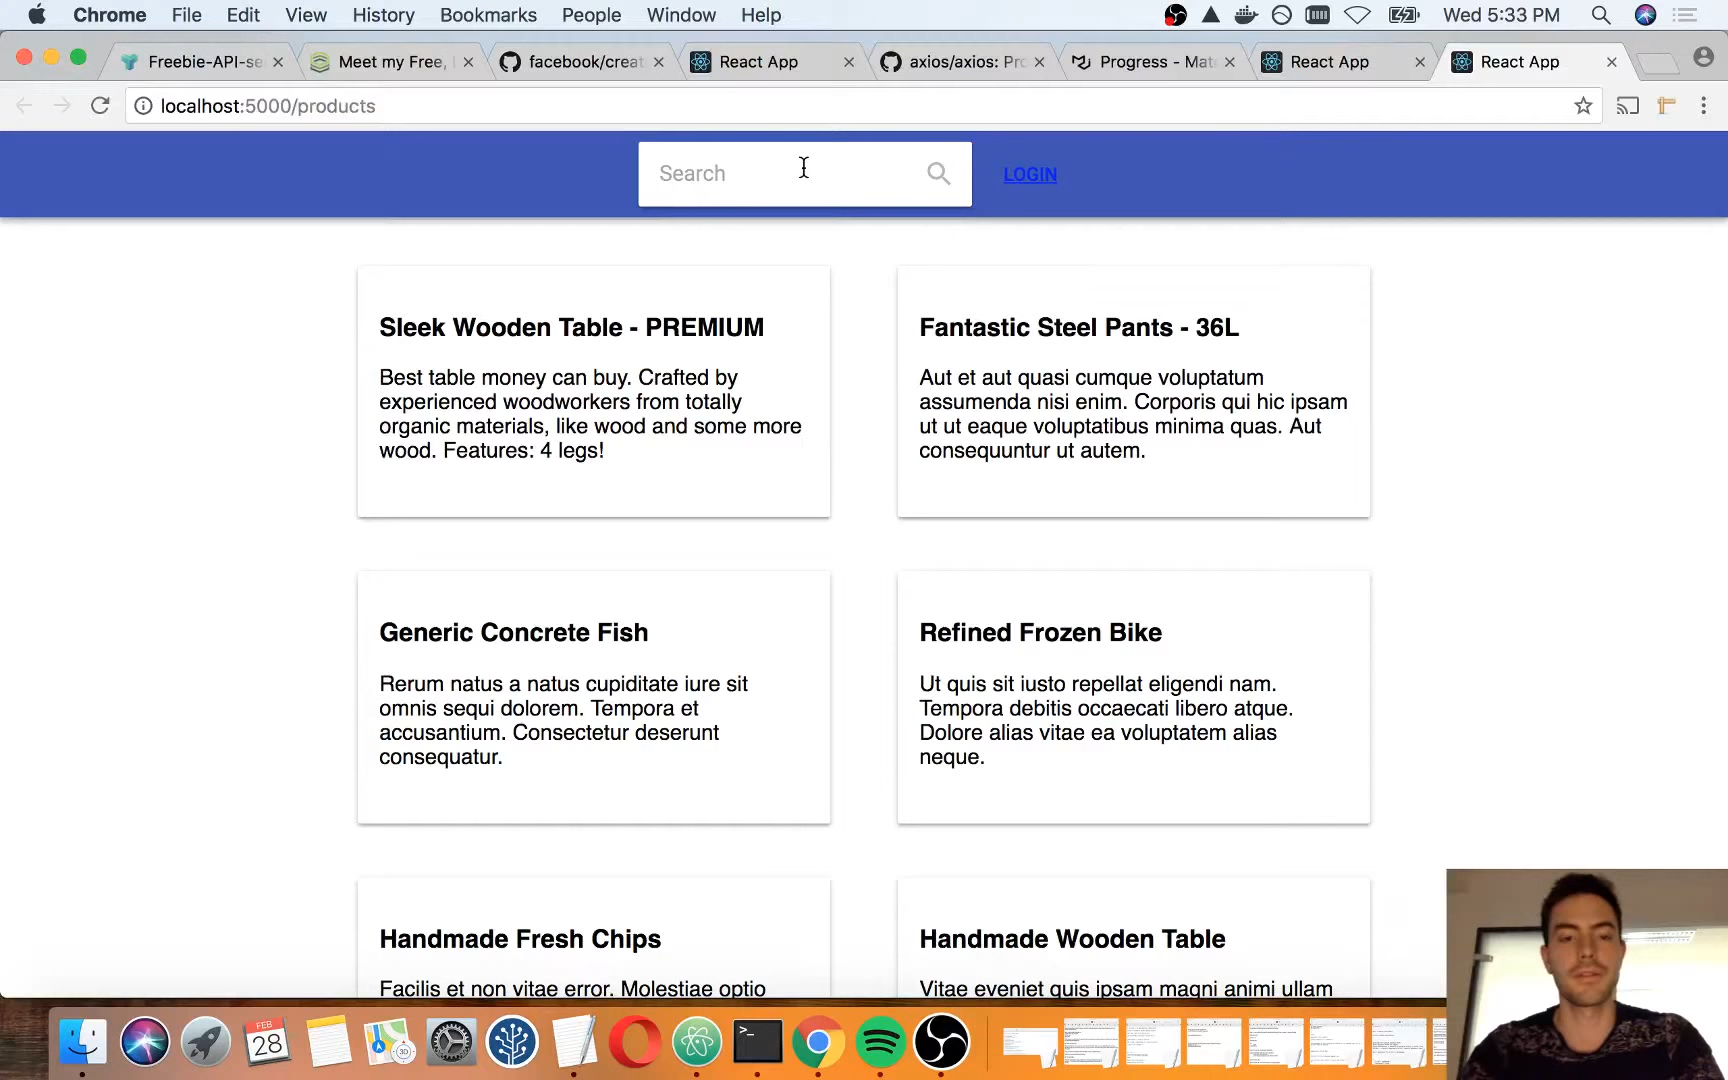 Chrome File Edit View History Bookmarks People Window Help Wed 5:33 PM
Freebie-API-se
Meet my Free,
facebook/creat
React App
axios/axios: Pro
Progress - Mate
React App
React App
localhost:5000/products
Search
LOGIN
Sleek Wooden Table - PREMIUM
Best table money can buy. Crafted by
experienced woodworkers from totally
organic materials, like wood and some more
wood. Features: 4 legs!
Fantastic Steel Pants - 36L
Aut et aut quasi cumque voluptatum
assumenda nisi enim. Corporis qui hic ipsam
ut ut eaque voluptatibus minima quas. Aut
consequuntur ut autem.
Generic Concrete Fish
Rerum natus a natus cupiditate iure sit
omnis sequi dolorem. Tempora et
accusantium. Consectetur deserunt
consequatur.
Refined Frozen Bike
Ut quis sit iusto repellat eligendi nam.
Tempora debitis occaecati libero atque.
Dolore alias vitae ea voluptatem alias
neque.
Handmade Fresh Chips
Facilis et non vitae error. Molestiae optio
Handmade Wooden Table
Vitae eveniet quis ipsam magni animi ullam
FEB
28
3D
>_